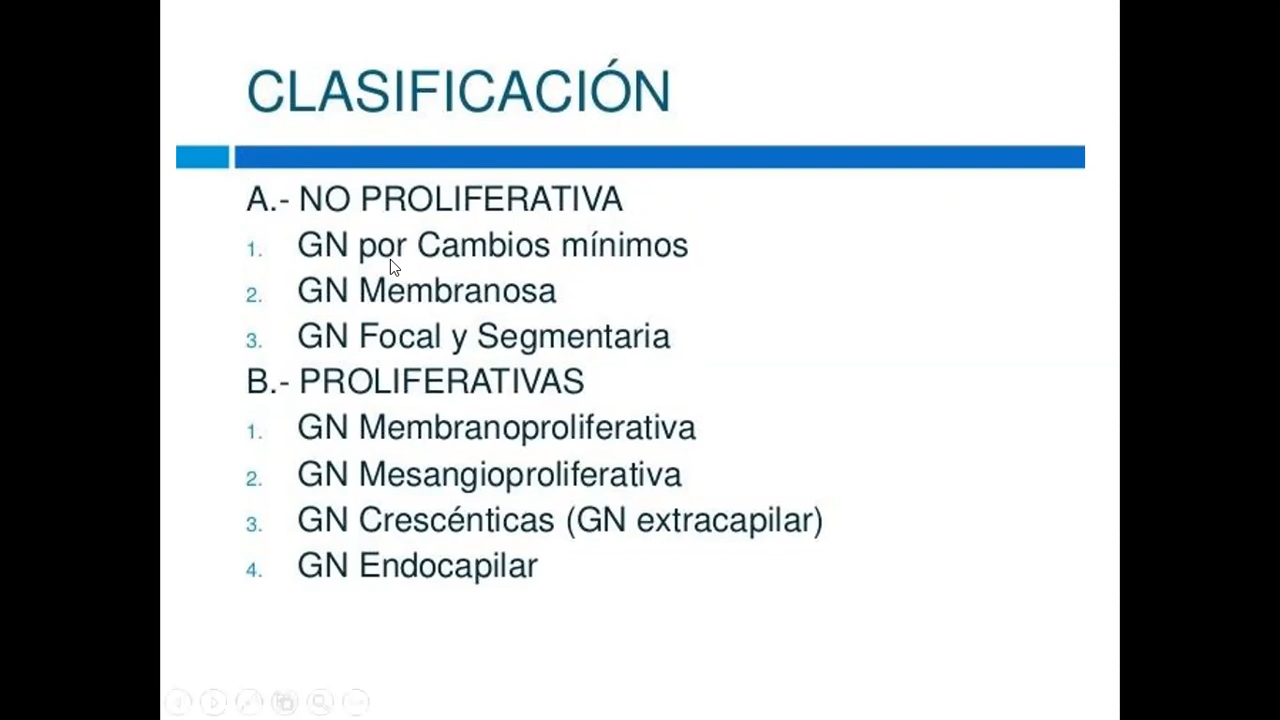 CLASIFICACIÓN
A.- NO PROLIFERATIVA
1. GN por Cambios mínimos
2. GN Membranosa
3. GN Focal y Segmentaria
B.- PROLIFERATIVAS
1. GN Membranoproliferativa
2. GN Mesangioproliferativa
3. GN Crescénticas (GN extracapilar)
4. GN Endocapilar